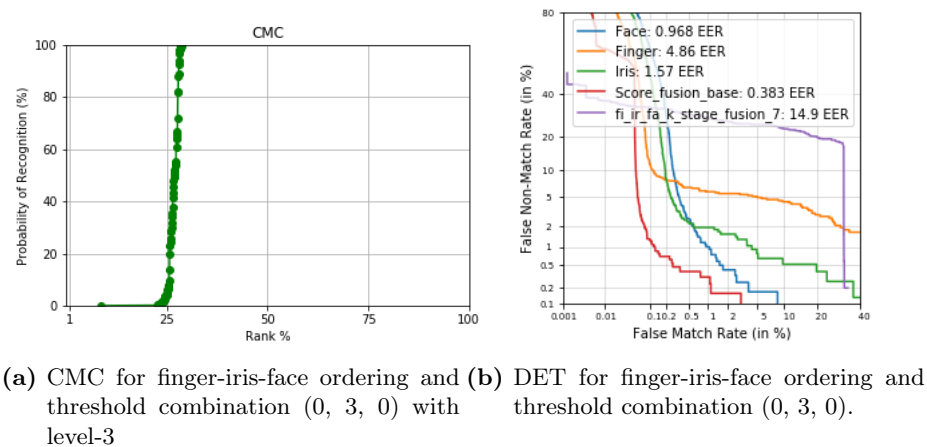 CMC
Probability of Recognition (%)
100
80
60
40
20
0
1
25
50
75
100
Rank %
False Non-Match Rate (in %)
80
40
20
10
5
2
1
0.5
0.2
0.1
Face: 0.968 EER
Finger: 4.86 EER
Iris: 1.57 EER
Score_fusion_base: 0.383 EER
fi_ir_fa_k_stage_fusion_7: 14.9 EER
0.001
0.01
0.10.2
0.5
1
2
5
10
20
40
False Match Rate (in %)
(a) CMC for finger-iris-face ordering and
threshold combination (0, 3, 0) with
level-3
(b) DET for finger-iris-face ordering and
threshold combination (0, 3, 0).